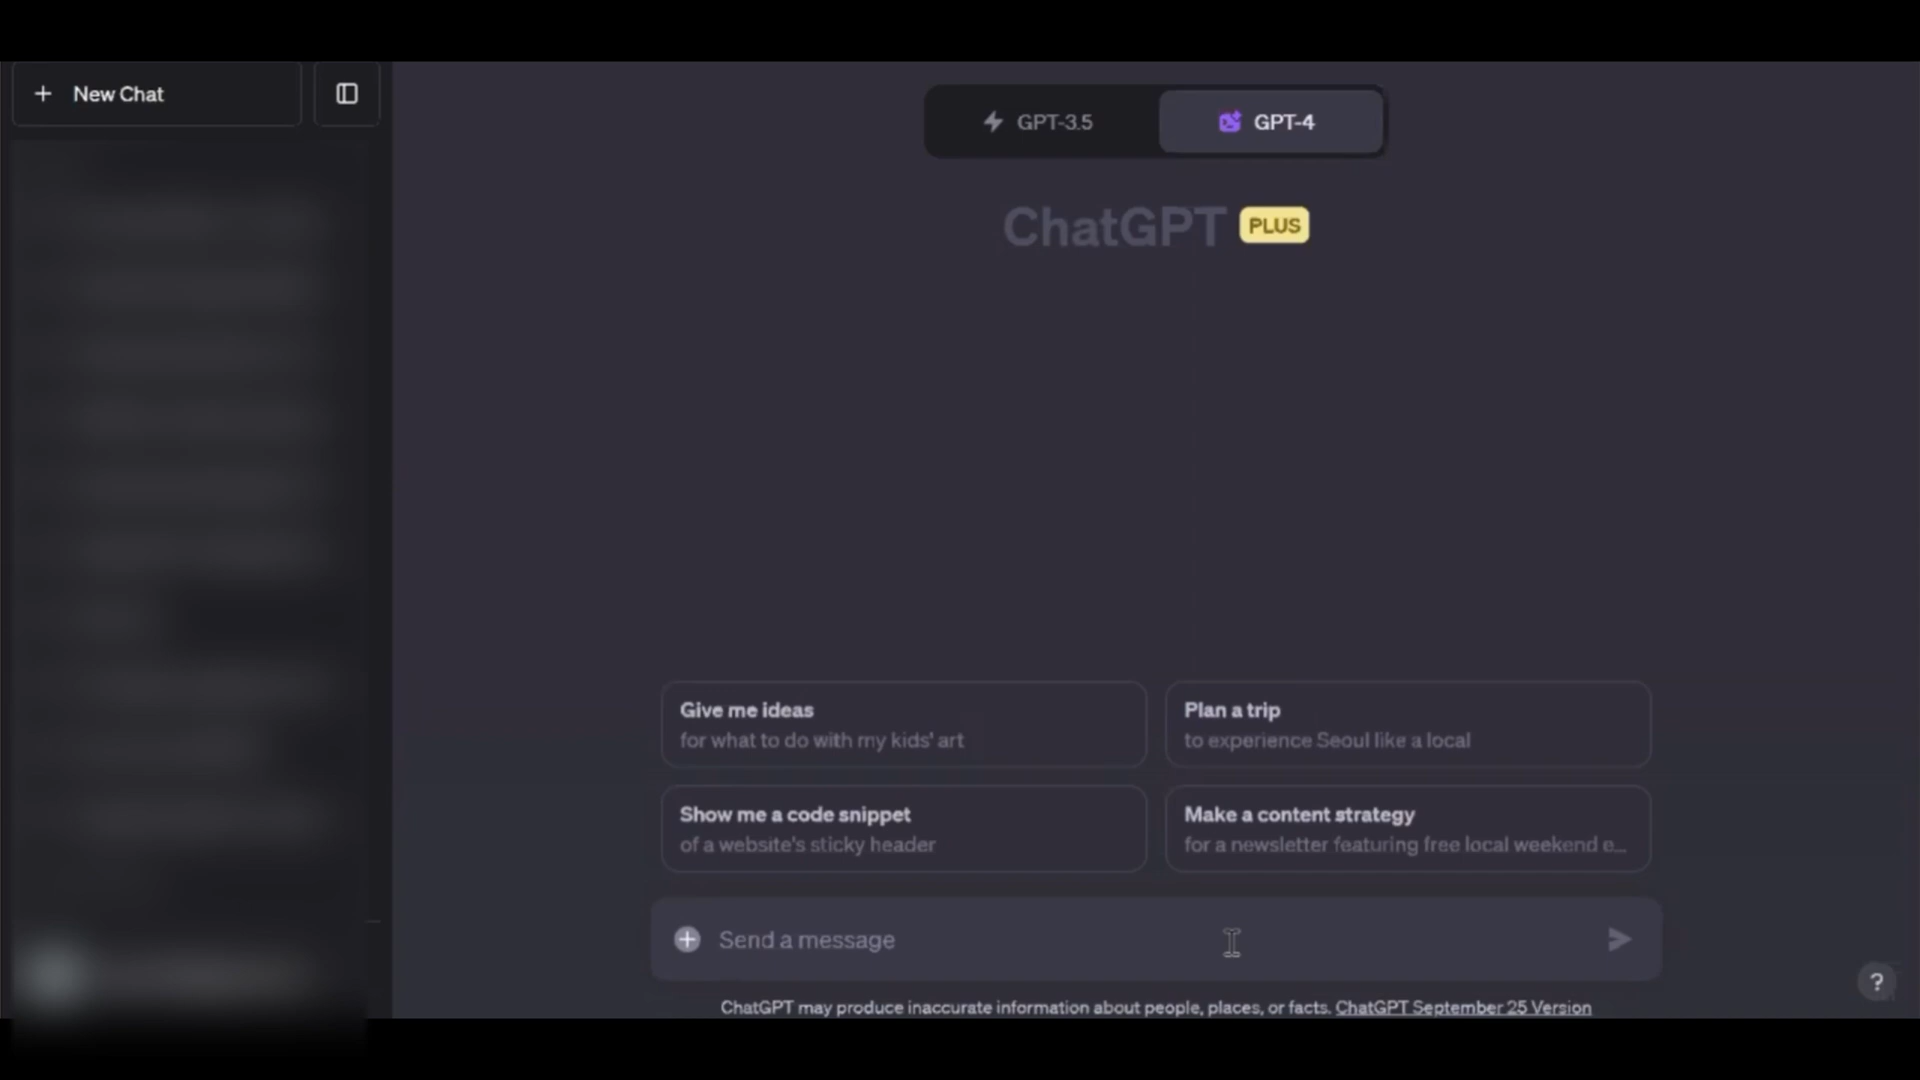 New Chat
GPT-3.5
GPT-4
ChatGPT PLUS
Give me ideas
for what to do with my kids' art
Plan a trip
to experience Seoul like a local
Show me a code snippet
of a website's sticky header
Make a content strategy
for a newsletter featuring free local weekend e...
Send a message
?
ChatGPT may produce inaccurate information about people, places, or facts. ChatGPT September 25 Version